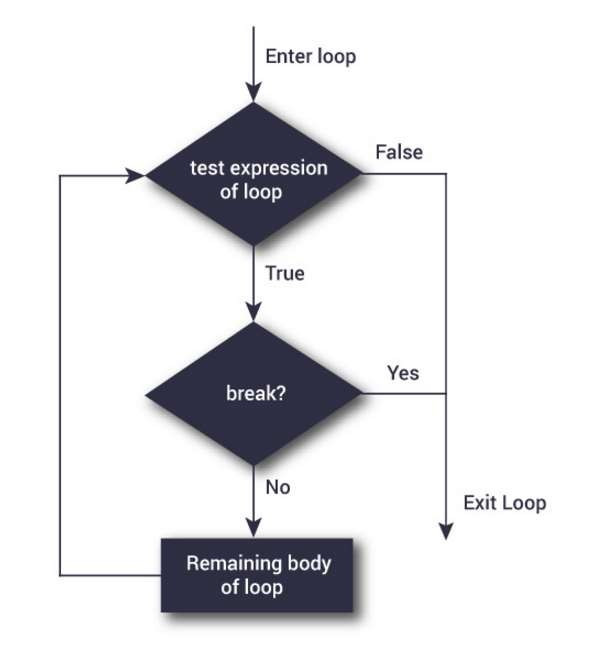 Enter loop
False
test expression
of loop
True
Yes
break?
No
Exit Loop
Remaining body
of loop